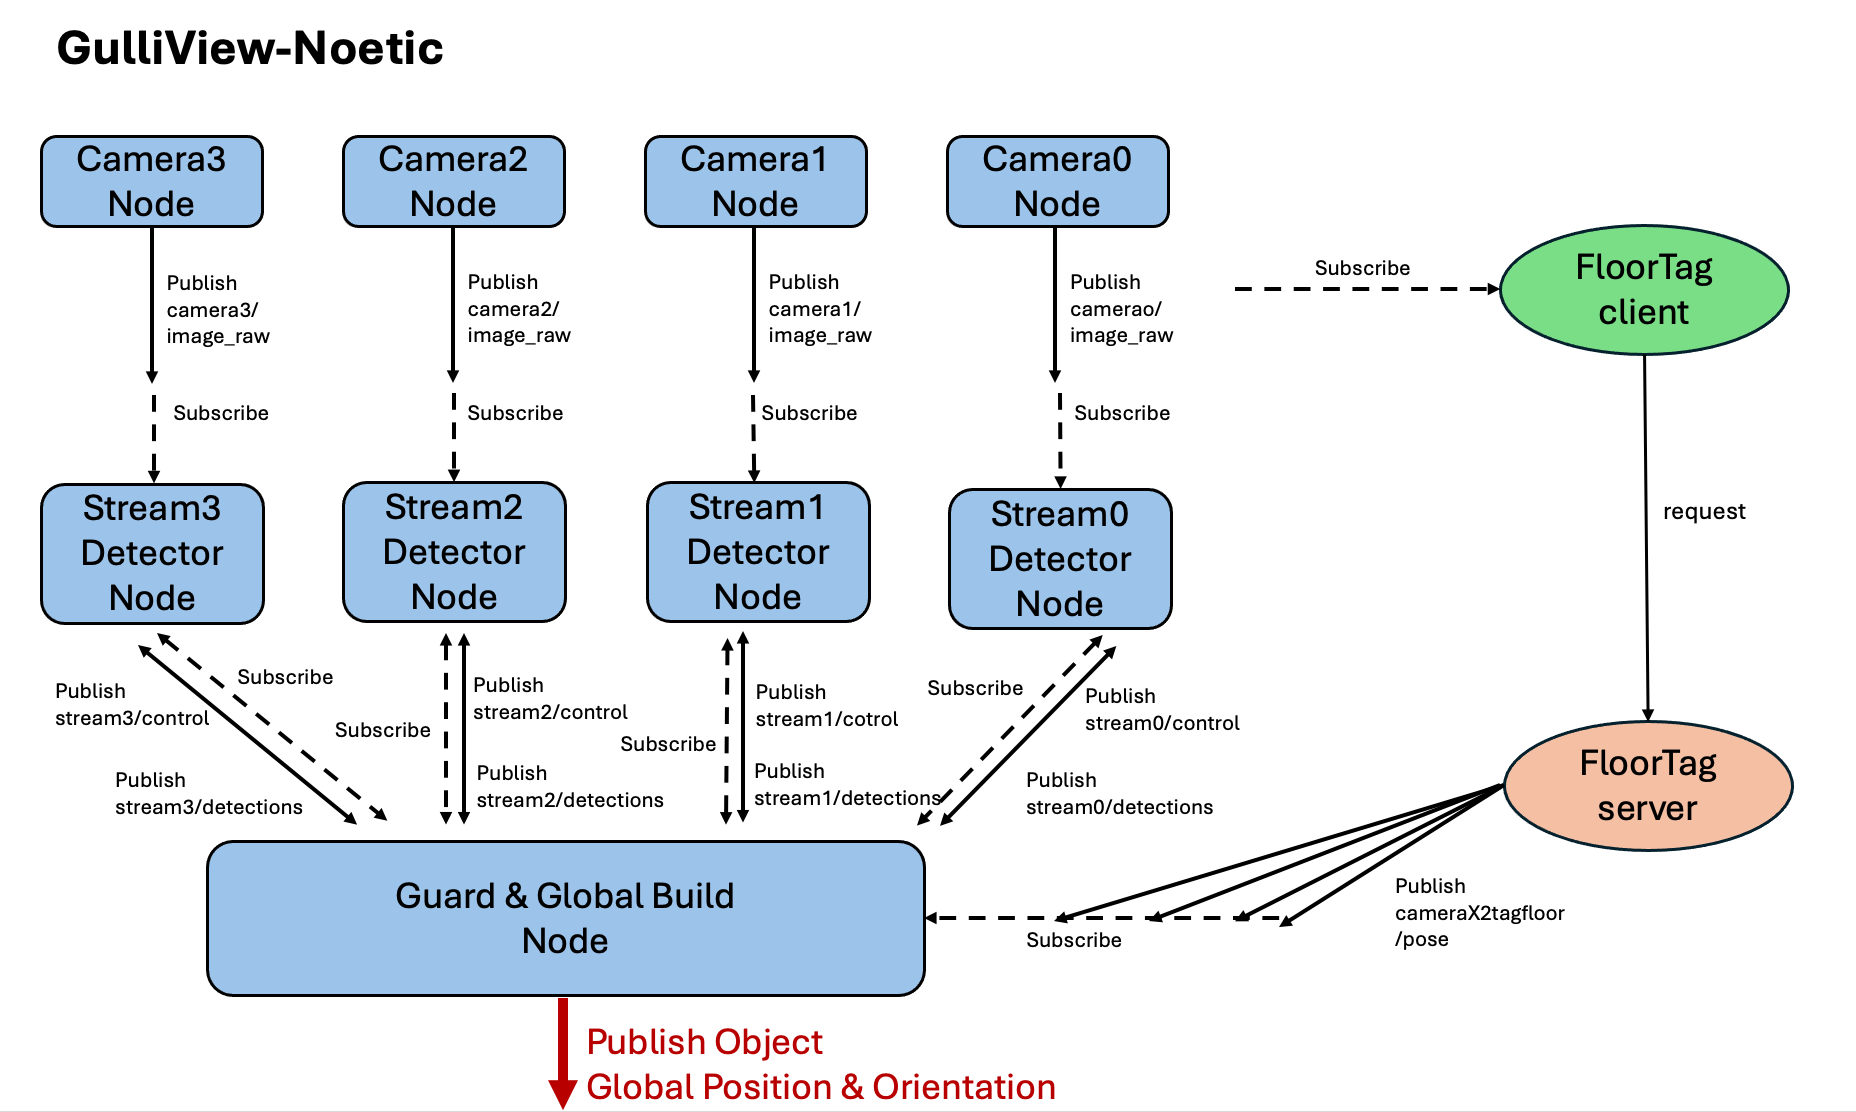 GulliView-Noetic
Camera3
Node
Camera2
Node
Camera1
Node
Camera0
Node
Publish
camera3/
image_raw
Publish
camera2/
image_raw
Publish
camera1/
image_raw
Publish
camerao/
image_raw
Subscribe
FloorTag
client
Subscribe
Subscribe
Subscribe
Subscribe
Stream3
Detector
Node
Stream2
Detector
Node
Stream1
Detector
Node
Stream0
Detector
Node
request
Publish
stream3/control
Subscribe
Publish
stream3/detections
Subscribe
Publish
stream2/control
Publish
stream2/detections
Subscribe
Publish
stream1/cotrol
Publish
stream1/detections
Subscribe
Publish
stream0/control
Publish
stream0/detections
FloorTag
server
Guard & Global Build
Node
Subscribe
Publish
cameraX2tagfloor
/pose
Publish Object
Global Position & Orientation